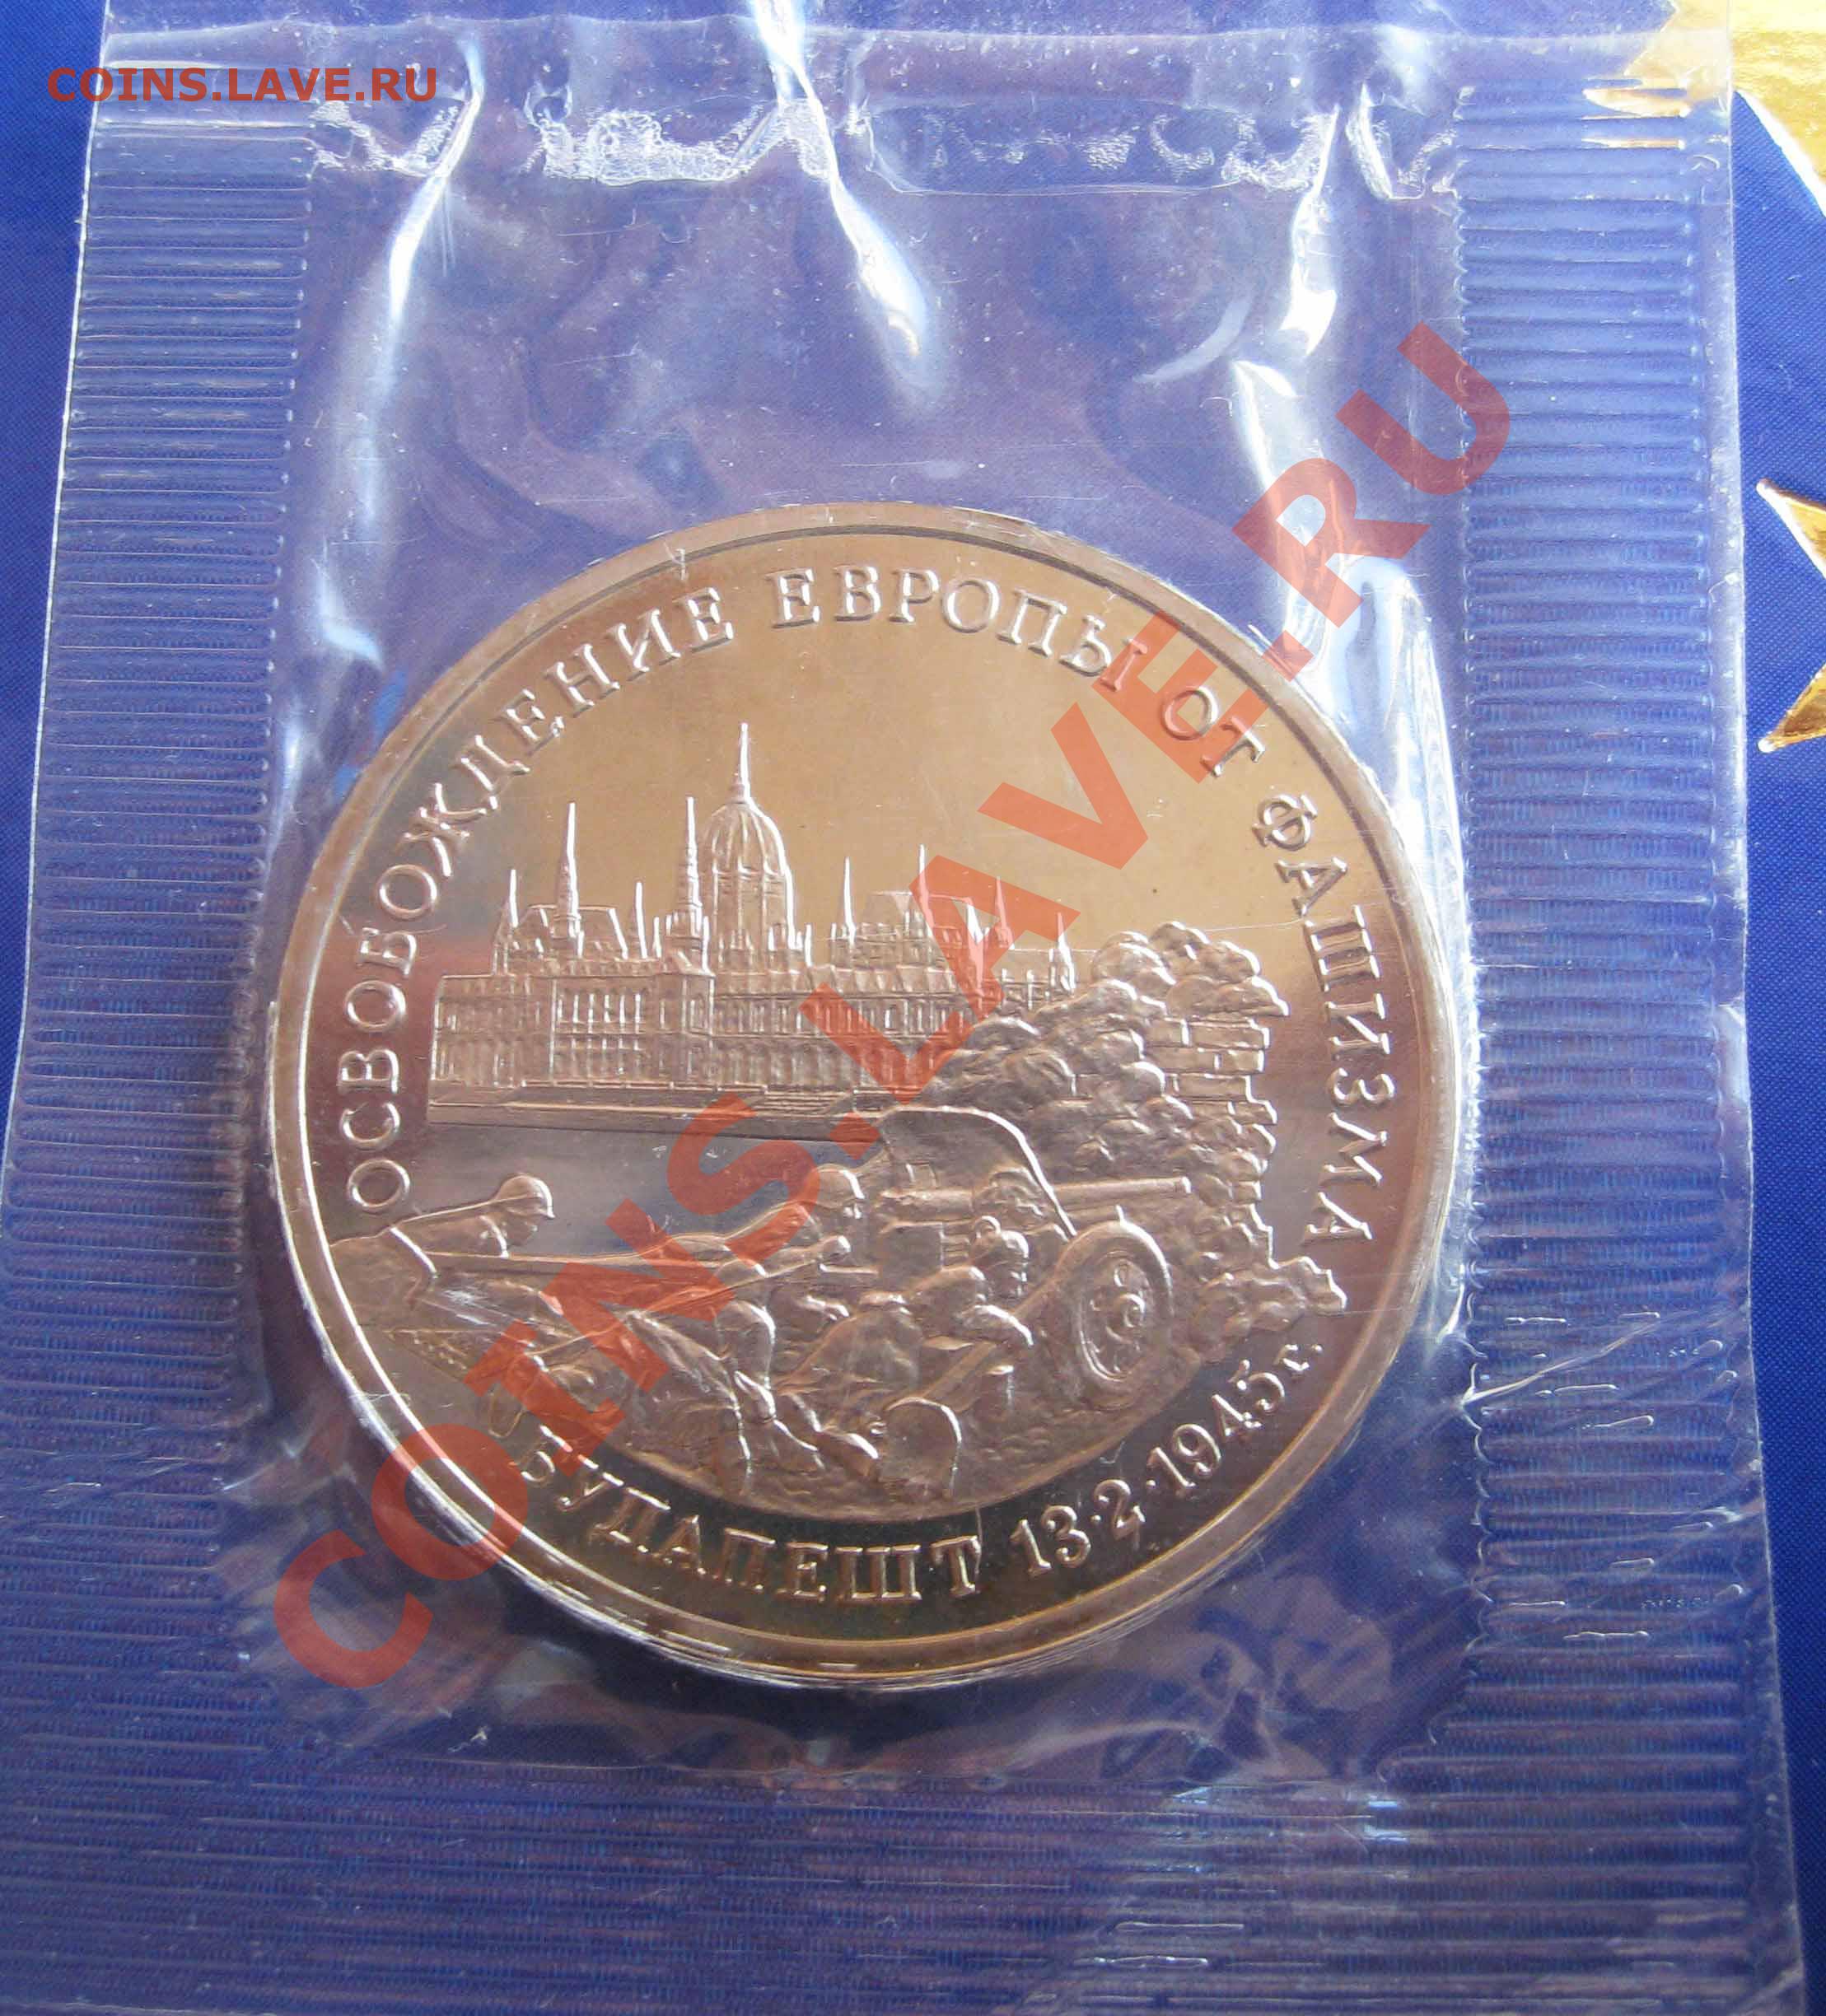 COINS.LAVE.RU
ОСВОБОЖДЕНИЕ ЕВРОПЫ ОТ ФАШИЗМА
БУДАПЕШТ 13·2·1945 г.
COINS.LAVE.RU